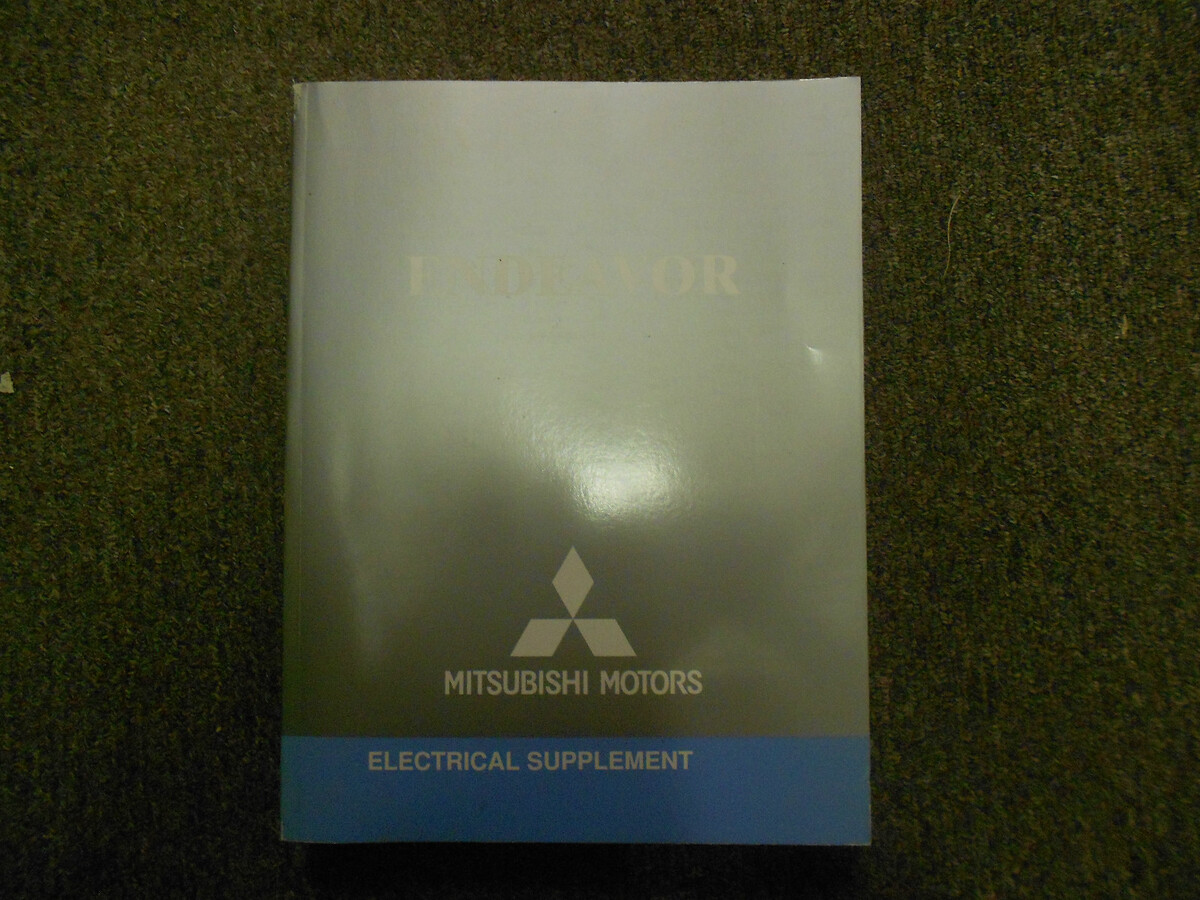 ENDEAVOR
MITSUBISHI MOTORS
ELECTRICAL SUPPLEMENT